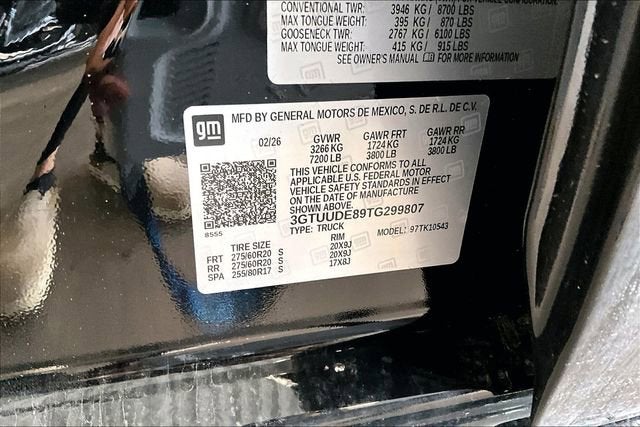 CONVENTIONAL TWR: 3946 KG / 8700 LBS
MAX TONGUE WEIGHT: 395 KG / 870 LBS
GOOSENECK TWR: 2767 KG / 6100 LBS
MAX TONGUE WEIGHT: 415 KG / 915 LBS
SEE OWNER'S MANUAL FOR MORE INFORMATION
gm
MFD BY GENERAL MOTORS DE MEXICO, S. DE R.L. DE C.V.
02/26 GVWR GAWR FRT GAWR RR
3266 KG 1724 KG 1724 KG
7200 LB 3800 LB 3800 LB
THIS VEHICLE CONFORMS TO ALL
APPLICABLE U.S. FEDERAL MOTOR
VEHICLE SAFETY STANDARDS IN EFFECT
ON THE DATE OF MANUFACTURE
SHOWN ABOVE.
3GTUUDE89TG299807
8555
TYPE: TRUCK MODEL: 97TK10543
TIRE SIZE RIM
FRT 275/60R20 S 20X9J
RR 275/60R20 S 20X9J
SPA 255/80R17 S 17X8J